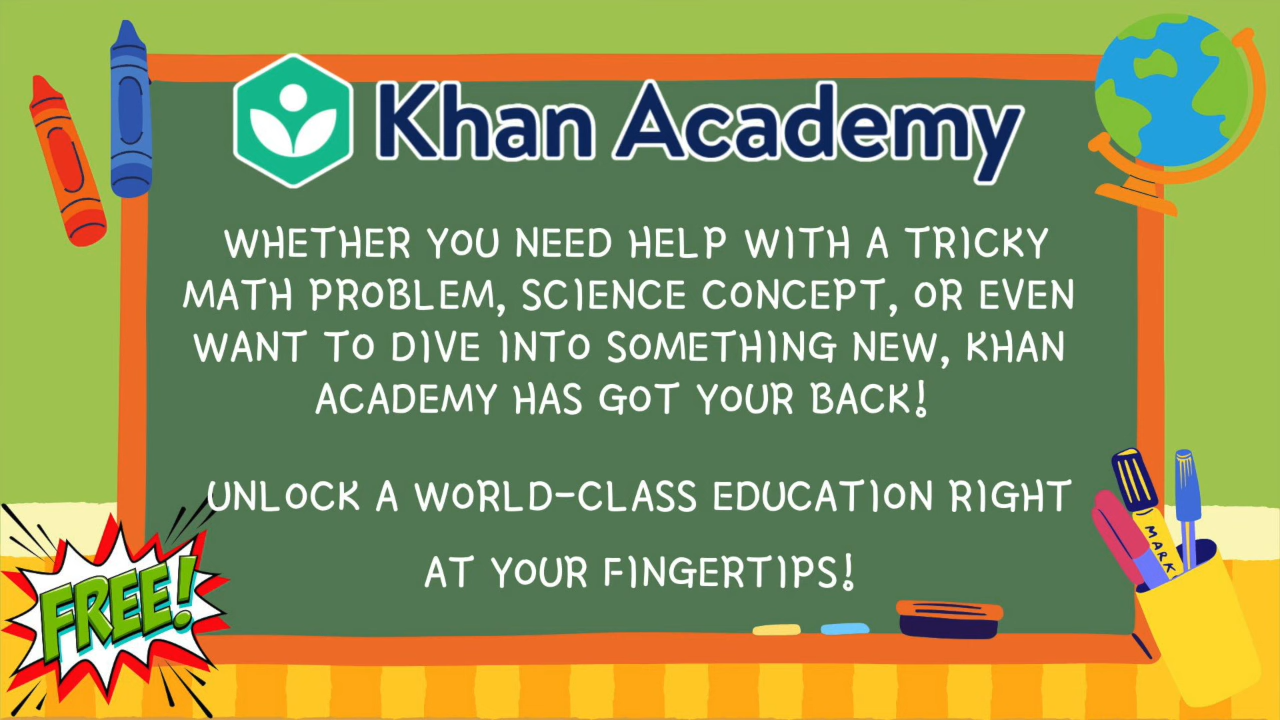 Khan Academy
WHETHER YOU NEED HELP WITH A TRICKY
MATH PROBLEM, SCIENCE CONCEPT, OR EVEN
WANT TO DIVE INTO SOMETHING NEW, KHAN
ACADEMY HAS GOT YOUR BACK!
UNLOCK A WORLD-CLASS EDUCATION RIGHT
AT YOUR FINGERTIPS!
FREE!
MARK